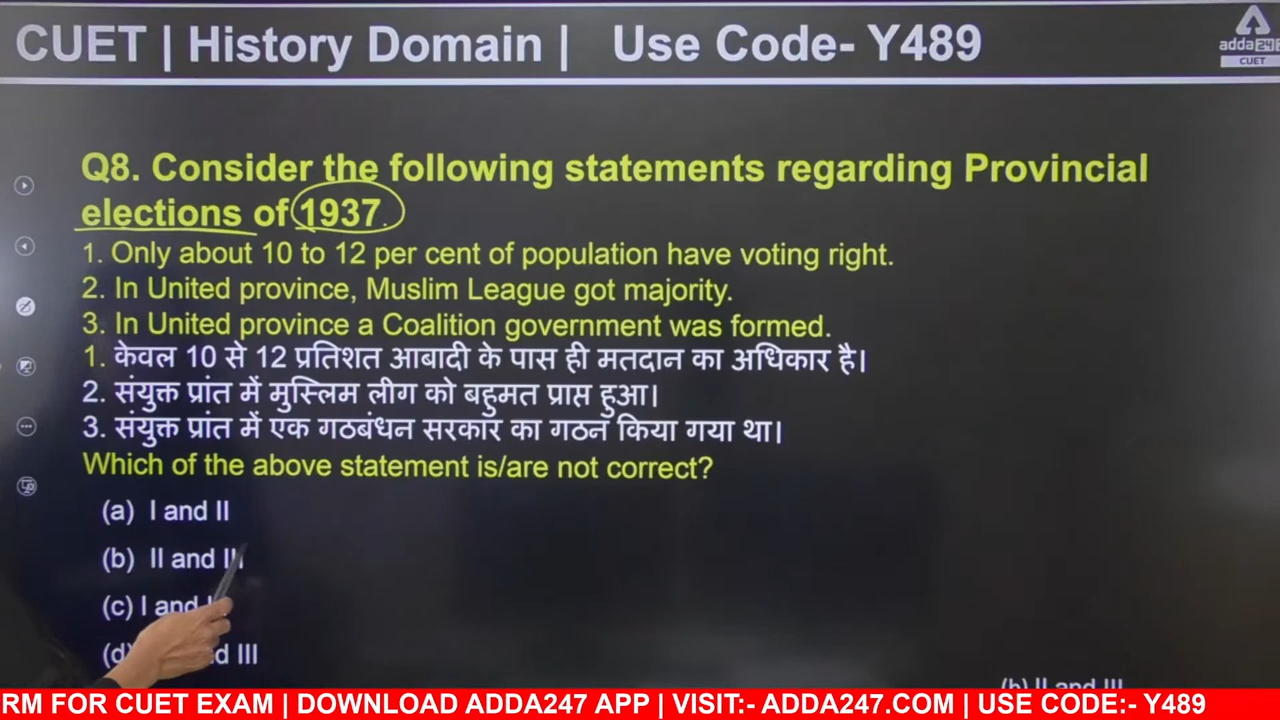 CUET | History Domain | Use Code- Y489
adda247
CUET
Q8. Consider the following statements regarding Provincial
elections of 1937.
1. Only about 10 to 12 per cent of population have voting right.
2. In United province, Muslim League got majority.
3. In United province a Coalition government was formed.
1. केवल 10 से 12 प्रतिशत आबादी के पास ही मतदान का अधिकार है।
2. संयुक्त प्रांत में मुस्लिम लीग को बहुमत प्राप्त हुआ।
3. संयुक्त प्रांत में एक गठबंधन सरकार का गठन किया गया था।
Which of the above statement is/are not correct?
(a) I and II
(b) II and III
(c) I and
(d) III
(b) II and III
RM FOR CUET EXAM | DOWNLOAD ADDA247 APP | VISIT:- ADDA247.COM | USE CODE:- Y489